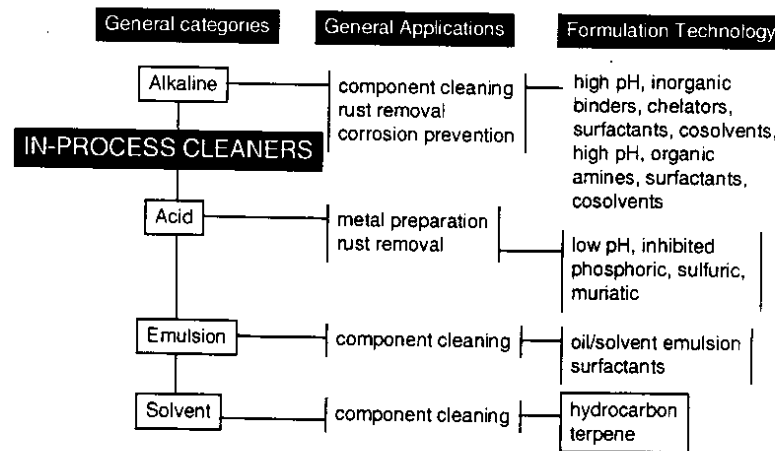 General categories
General Applications
Formulation Technology
Alkaline
component cleaning
rust removal
corrosion prevention
high pH, inorganic
binders, chelators,
surfactants, cosolvents,
high pH, organic
amines, surfactants,
cosolvents
IN-PROCESS CLEANERS
Acid
metal preparation
rust removal
low pH, inhibited
phosphoric, sulfuric,
muriatic
Emulsion
component cleaning
oil/solvent emulsion
surfactants
Solvent
component cleaning
hydrocarbon
terpene